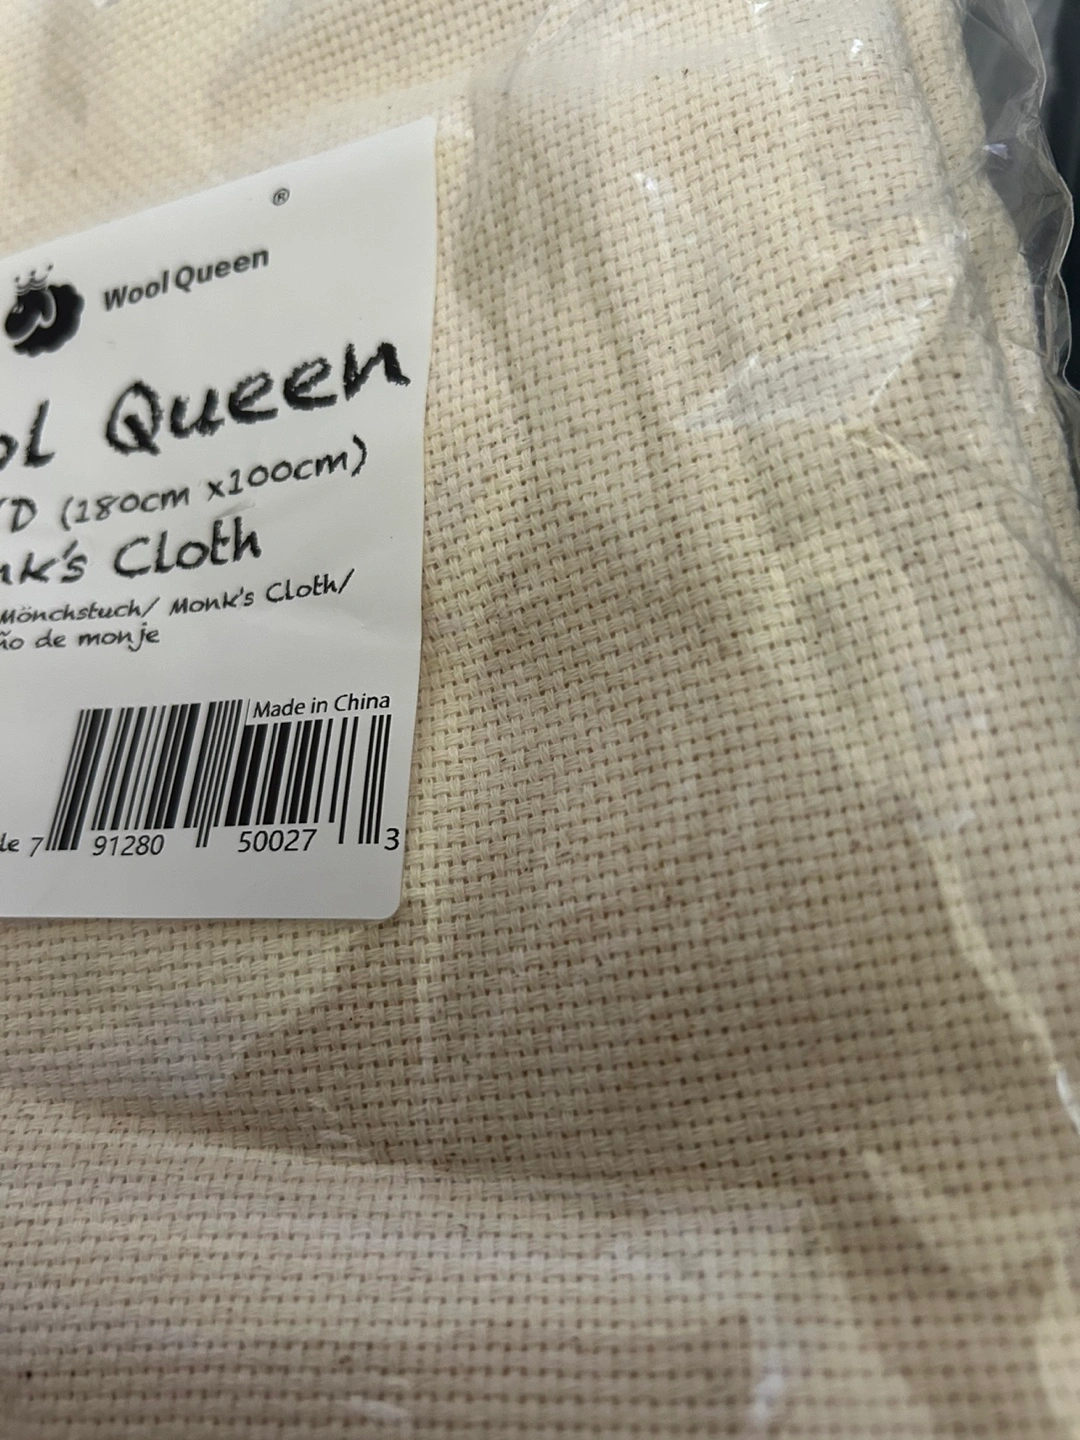 ®
Wool Queen
ol Queen
YD (180cm x100cm)
nk's Cloth
Mönchstuch/ Monk's Cloth/
ño de monje
Made in China
de 7 91280 50027 3